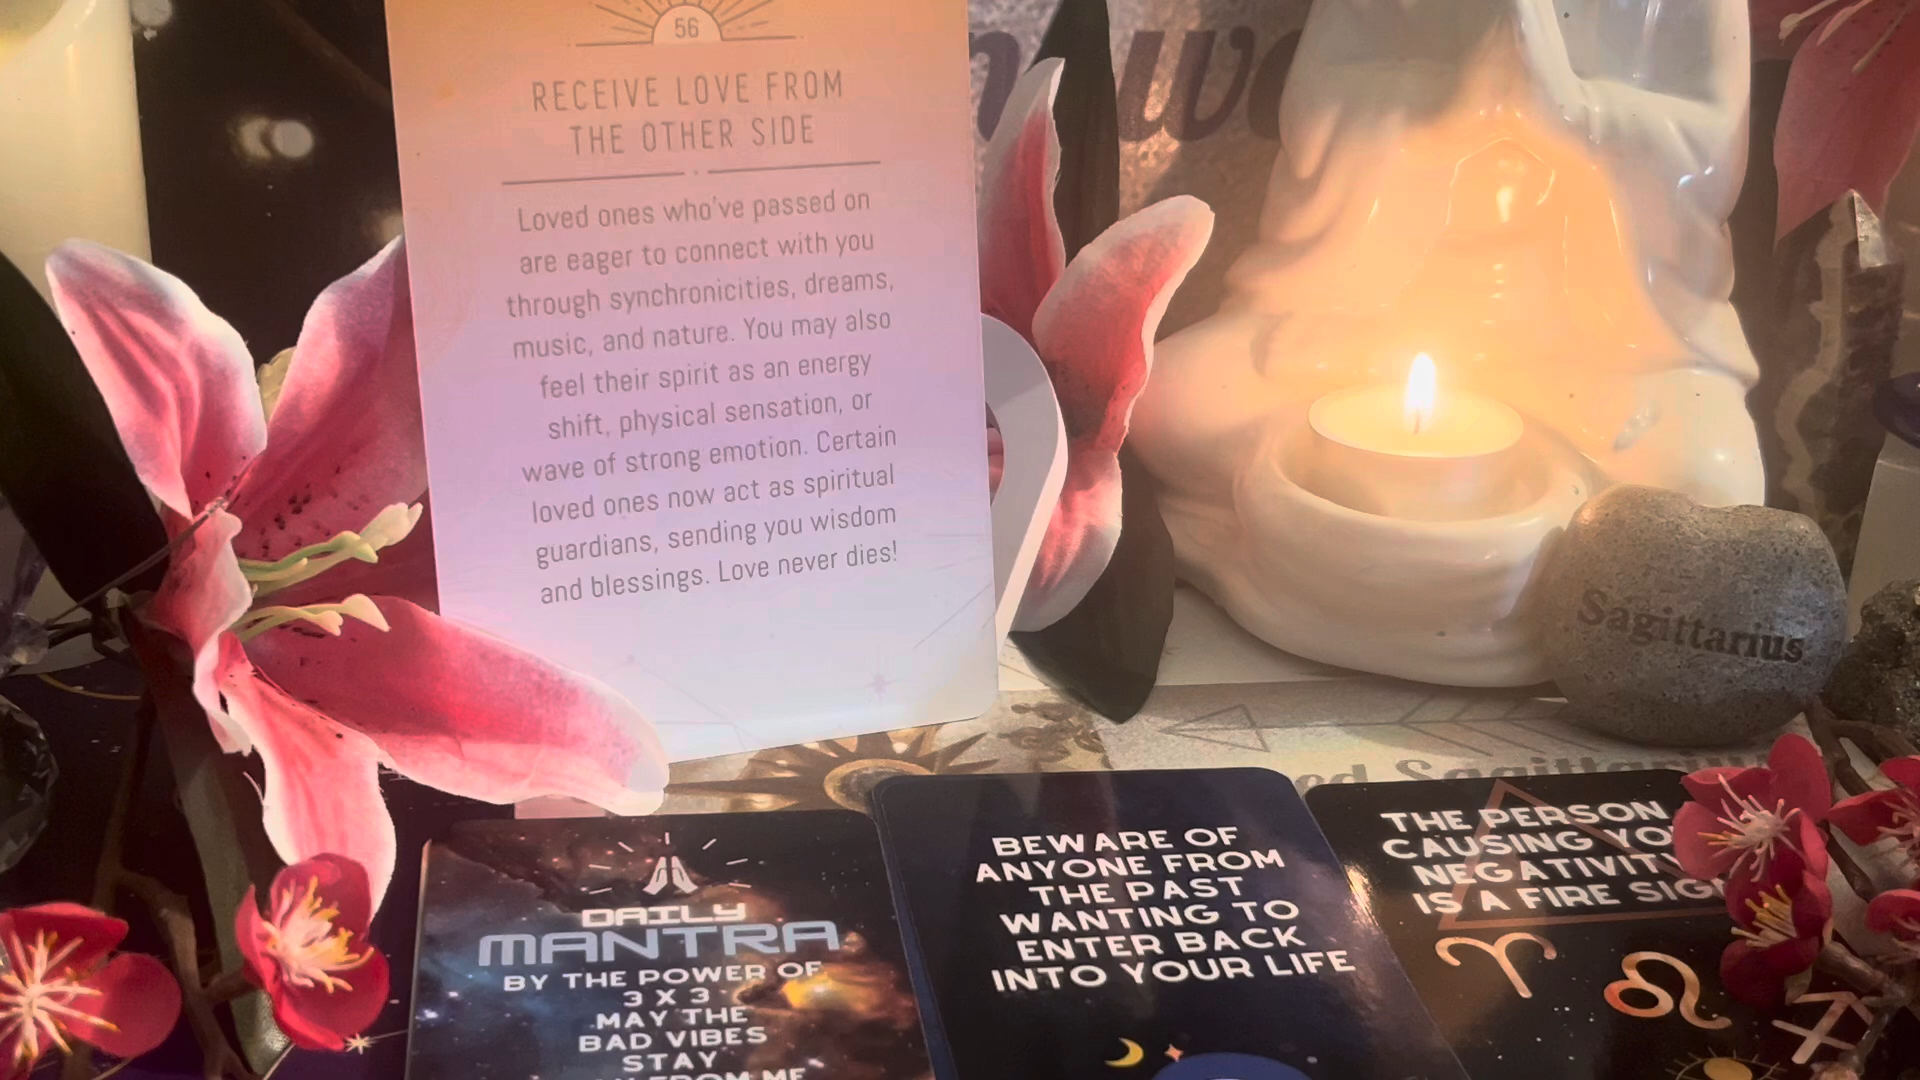 56
RECEIVE LOVE FROM
THE OTHER SIDE
Loved ones who've passed on
are eager to connect with you
through synchronicities, dreams,
music, and nature. You may also
feel their spirit as an energy
shift, physical sensation, or
wave of strong emotion. Certain
loved ones now act as spiritual
guardians, sending you wisdom
and blessings. Love never dies!
Sagittarius
Sagittarius
DAILY
MANTRA
BY THE POWER OF
3 X 3
MAY THE
BAD VIBES
STAY
FROM ME
BEWARE OF
ANYONE FROM
THE PAST
WANTING TO
ENTER BACK
INTO YOUR LIFE
THE PERSON
CAUSING
NEGATIVITY
IS A FIRE